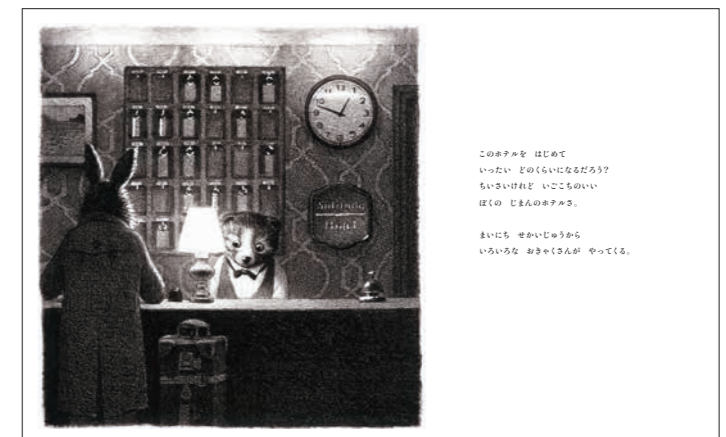 このホテルを　はじめて
いったい　どのくらいになるだろう？
ちいさいけれど　いごこちのいい
ぼくの　じまんのホテルさ。
まいにち　せかいじゅうから
いろいろな　おきゃくさんが　やってくる。